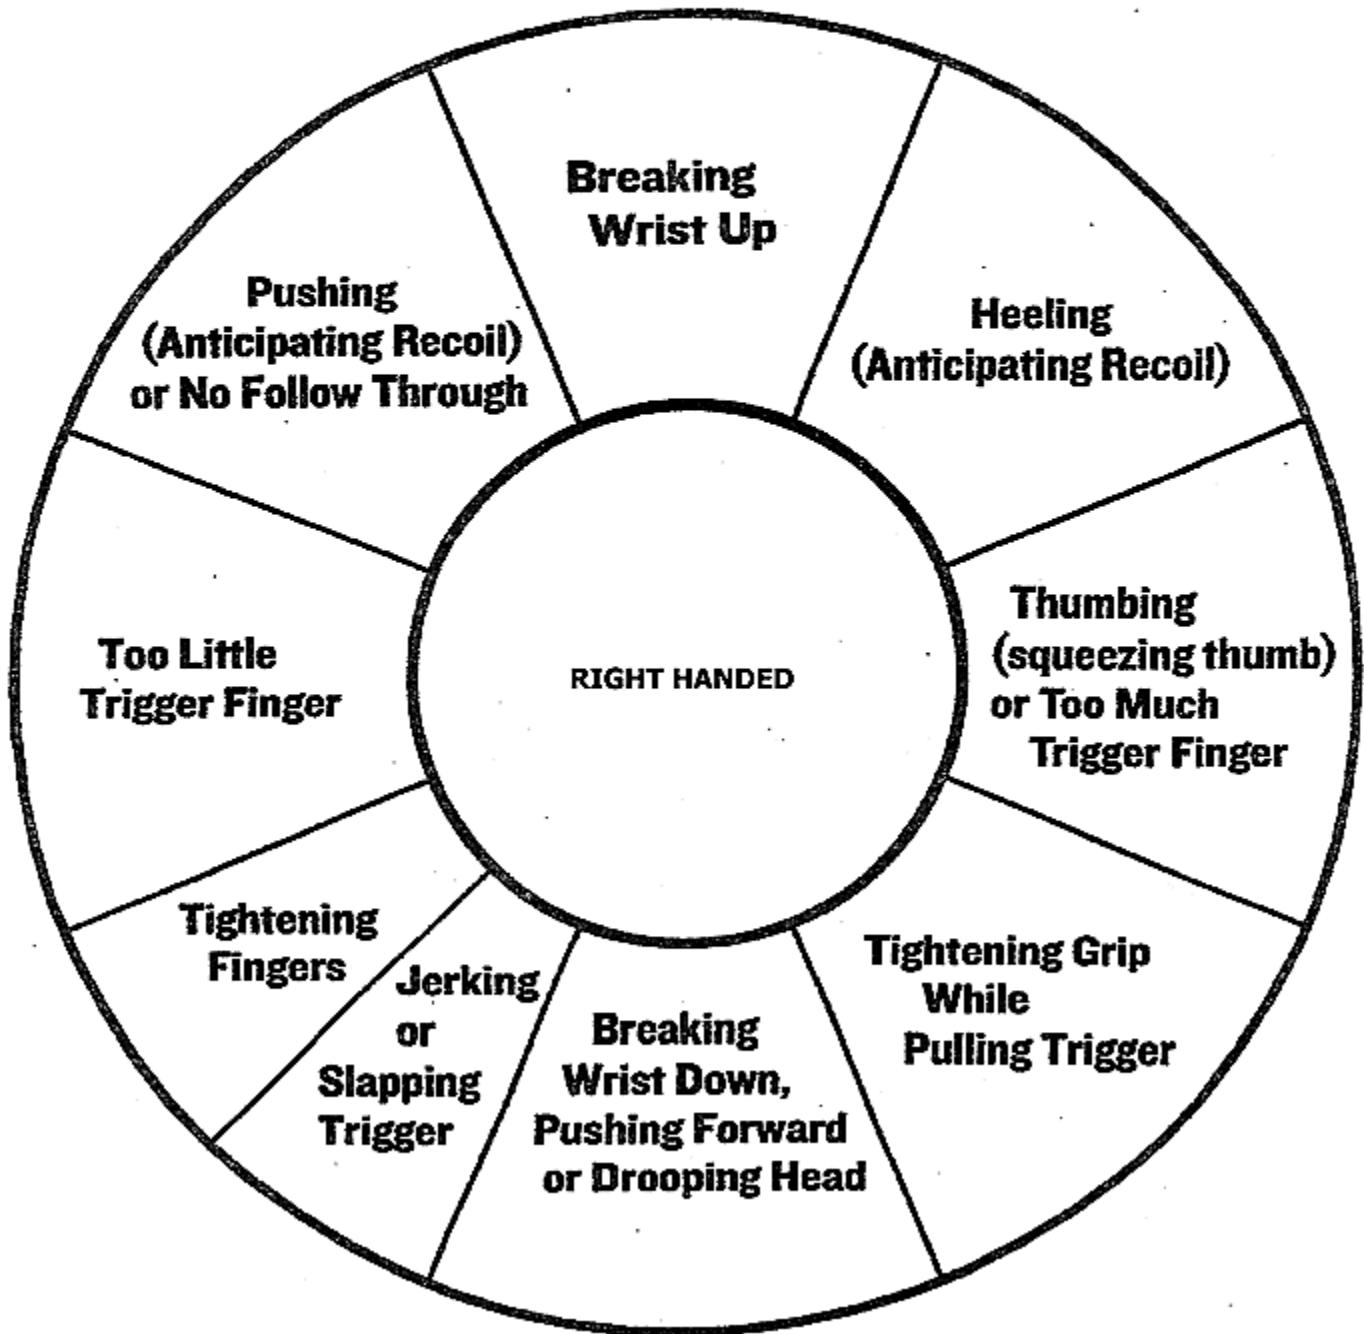 Breaking
Wrist Up
Heeling
(Anticipating Recoil)
Thumbing
(squeezing thumb)
or Too Much
Trigger Finger
Tightening Grip
While
Pulling Trigger
Breaking
Wrist Down,
Pushing Forward
or Drooping Head
Jerking
or
Slapping
Trigger
Tightening
Fingers
Too Little
Trigger Finger
Pushing
(Anticipating Recoil)
or No Follow Through
RIGHT HANDED